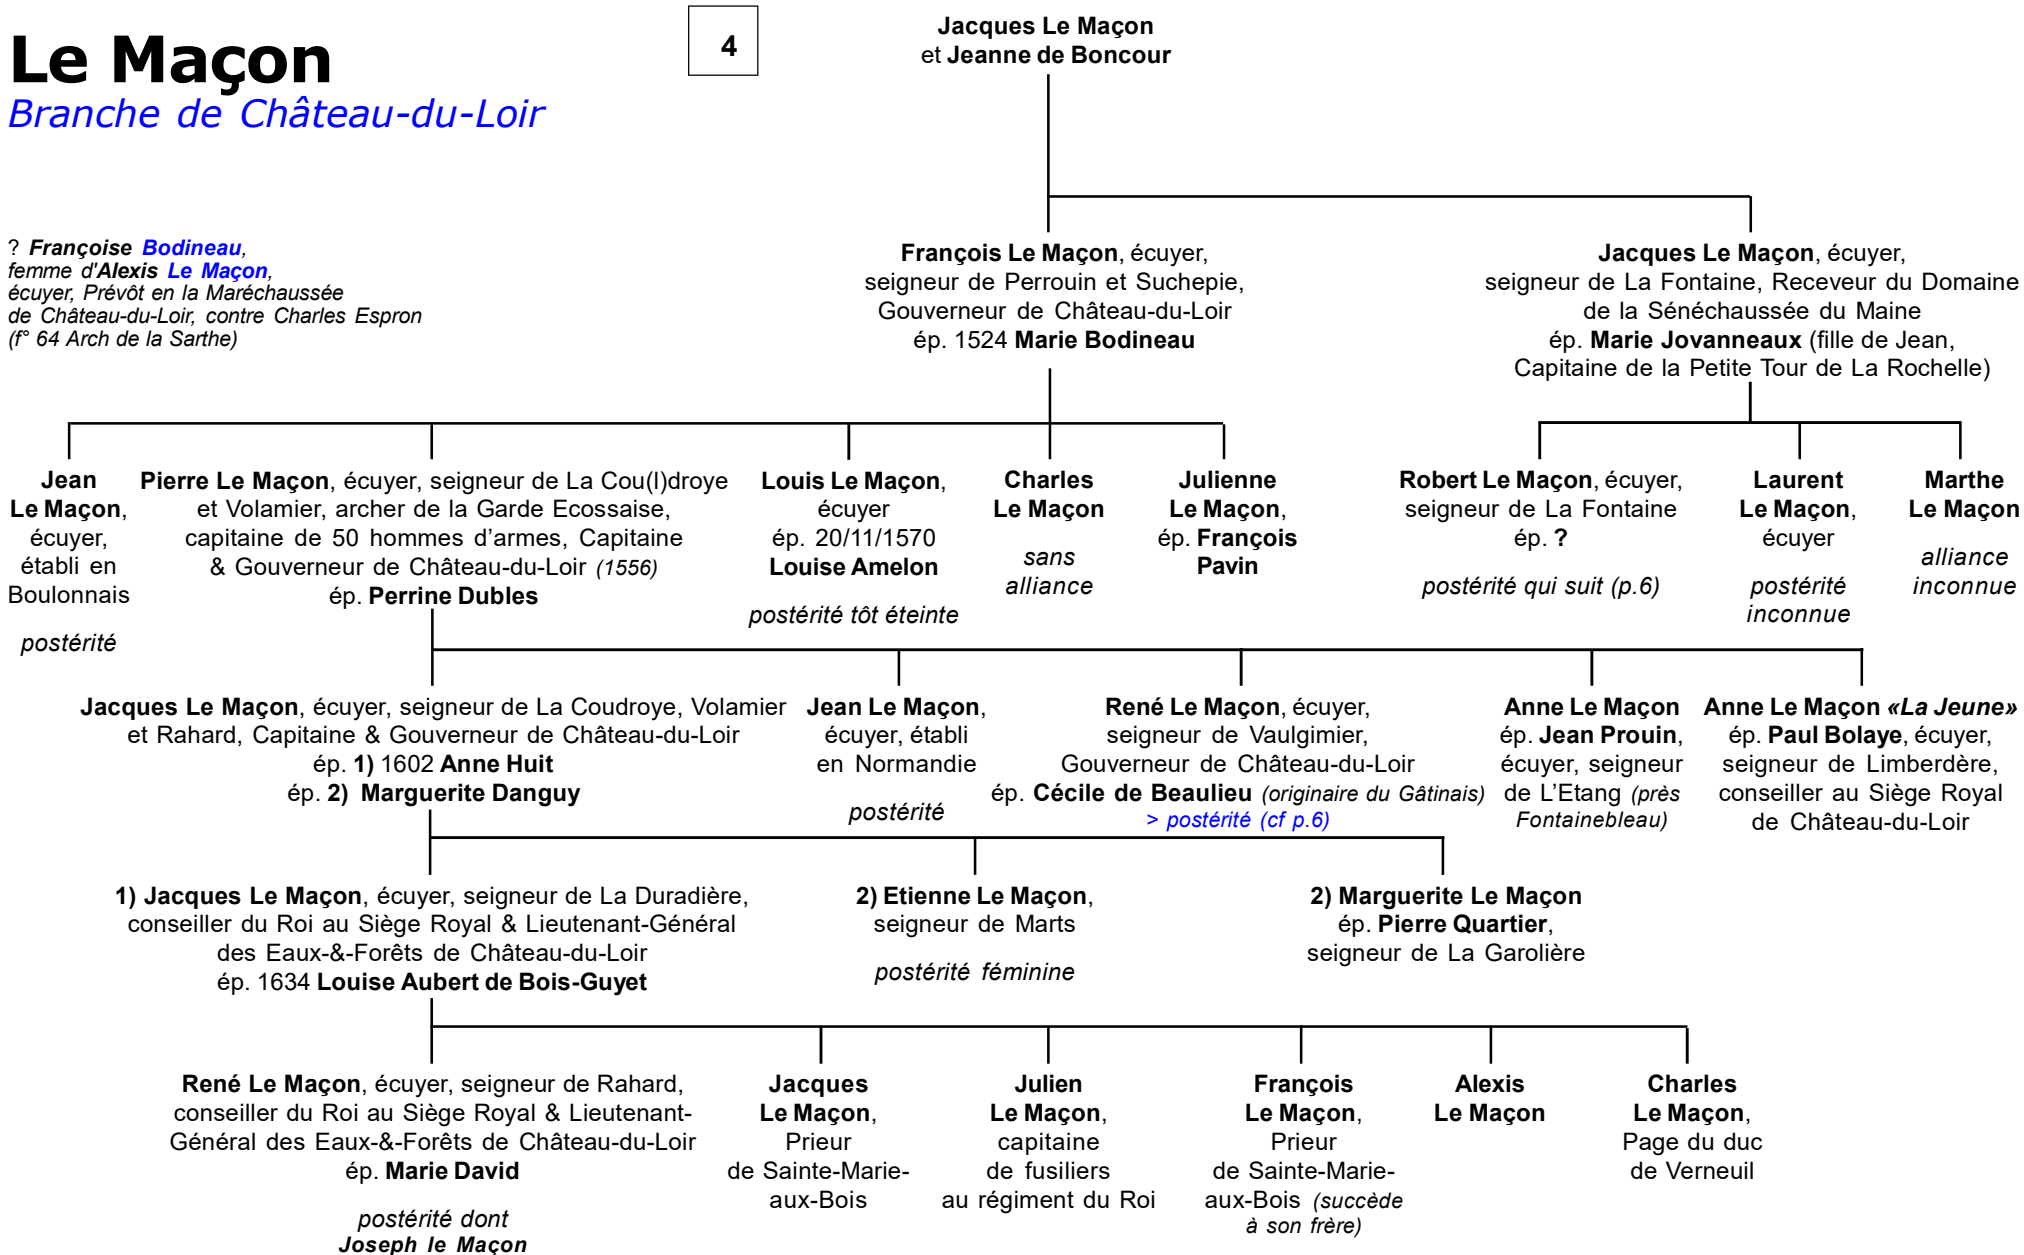 Le Maçon
Branche de Château-du-Loir
4
Jacques Le Maçon
et Jeanne de Boncour
? Françoise Bodineau,
femme d'Alexis Le Maçon,
écuyer, Prévôt en la Maréchaussée
de Château-du-Loir, contre Charles Espron
(f° 64 Arch de la Sarthe)
François Le Maçon, écuyer,
seigneur de Perrouin et Suchepie,
Gouverneur de Château-du-Loir
ép. 1524 Marie Bodineau
Jacques Le Maçon, écuyer,
seigneur de La Fontaine, Receveur du Domaine
de la Sénéchaussée du Maine
ép. Marie Jovanneaux (fille de Jean,
Capitaine de la Petite Tour de La Rochelle)
Jean
Le Maçon,
écuyer,
établi en
Boulonnais
postérité
Pierre Le Maçon, écuyer, seigneur de La Cou(l)droye
et Volamier, archer de la Garde Ecossaise,
capitaine de 50 hommes d’armes, Capitaine
& Gouverneur de Château-du-Loir (1556)
ép. Perrine Dubles
Louis Le Maçon,
écuyer
ép. 20/11/1570
Louise Amelon
postérité tôt éteinte
Charles
Le Maçon
sans
alliance
Julienne
Le Maçon,
ép. François
Pavin
Robert Le Maçon, écuyer,
seigneur de La Fontaine
ép. ?
postérité qui suit (p.6)
Laurent
Le Maçon,
écuyer
postérité
inconnue
Marthe
Le Maçon
alliance
inconnue
Jacques Le Maçon, écuyer, seigneur de La Coudroye, Volamier
et Rahard, Capitaine & Gouverneur de Château-du-Loir
ép. 1) 1602 Anne Huit
ép. 2) Marguerite Danguy
Jean Le Maçon,
écuyer, établi
en Normandie
postérité
René Le Maçon, écuyer,
seigneur de Vaulgimier,
Gouverneur de Château-du-Loir
ép. Cécile de Beaulieu (originaire du Gâtinais)
> postérité (cf p.6)
Anne Le Maçon
ép. Jean Prouin,
écuyer, seigneur
de L'Etang (près
Fontainebleau)
Anne Le Maçon «La Jeune»
ép. Paul Bolaye, écuyer,
seigneur de Limberdère,
conseiller au Siège Royal
de Château-du-Loir
1) Jacques Le Maçon, écuyer, seigneur de La Duradière,
conseiller du Roi au Siège Royal & Lieutenant-Général
des Eaux-&-Forêts de Château-du-Loir
ép. 1634 Louise Aubert de Bois-Guyet
2) Etienne Le Maçon,
seigneur de Marts
postérité féminine
2) Marguerite Le Maçon
ép. Pierre Quartier,
seigneur de La Garolière
René Le Maçon, écuyer, seigneur de Rahard,
conseiller du Roi au Siège Royal & Lieutenant-
Général des Eaux-&-Forêts de Château-du-Loir
ép. Marie David
postérité dont
Joseph le Maçon
Jacques
Le Maçon,
Prieur
de Sainte-Marie-
aux-Bois
Julien
Le Maçon,
capitaine
de fusiliers
au régiment du Roi
François
Le Maçon,
Prieur
de Sainte-Marie-
aux-Bois (succède
à son frère)
Alexis
Le Maçon
Charles
Le Maçon,
Page du duc
de Verneuil